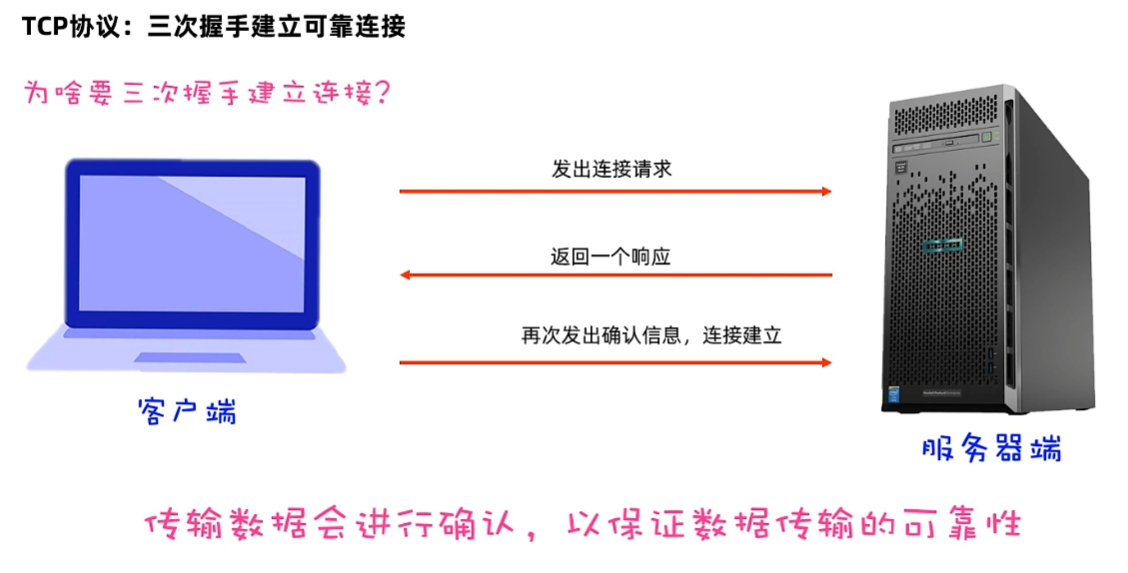 TCP协议：三次握手建立可靠连接
为啥要三次握手建立连接?
发出连接请求
返回一个响应
再次发出确认信息，连接建立
客户端
服务器端
传输数据会进行确认，以保证数据传输的可靠性